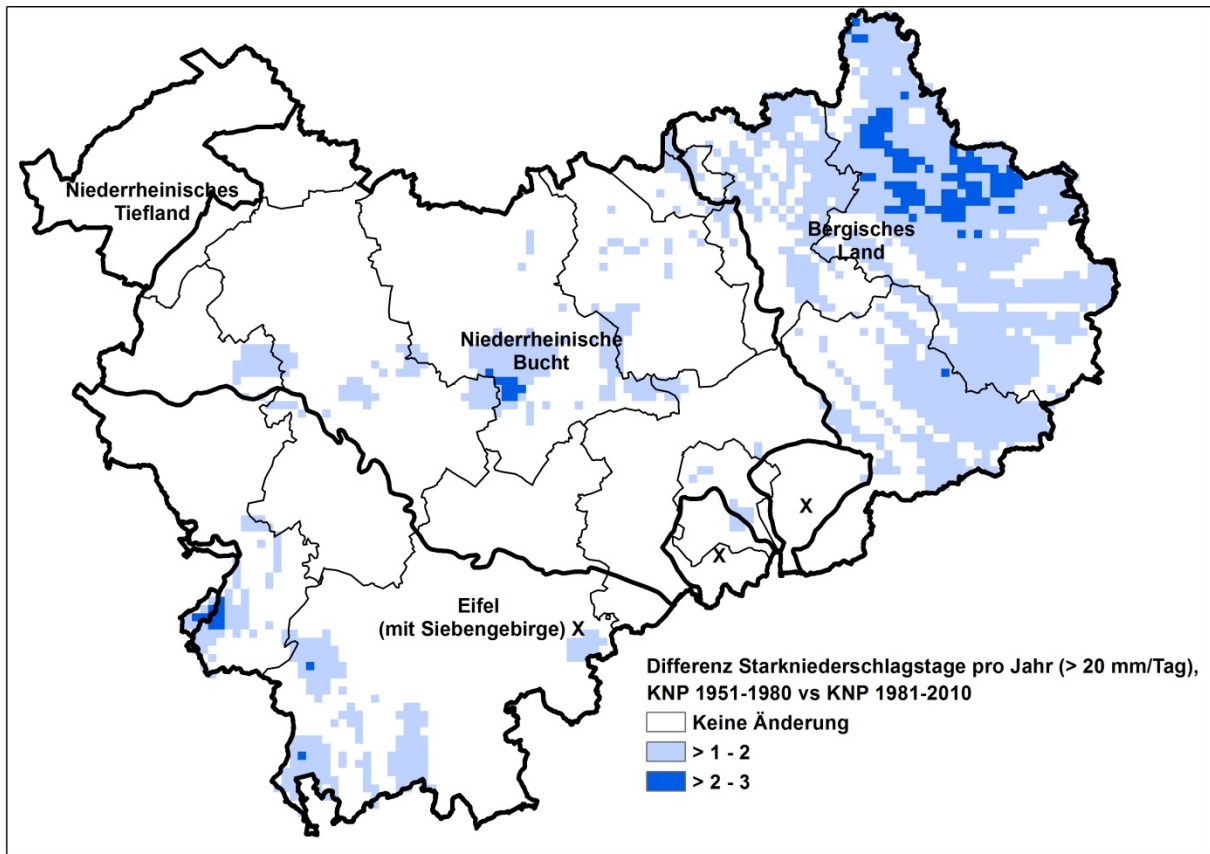 Niederrheinisches
Tiefland
Bergisches
Land
Niederrheinische
Bucht
X
X
Eifel
(mit Siebengebirge) X
Differenz Starkniederschlagstage pro Jahr (> 20 mm/Tag),
KNP 1951-1980 vs KNP 1981-2010
Keine Änderung
> 1 - 2
> 2 - 3